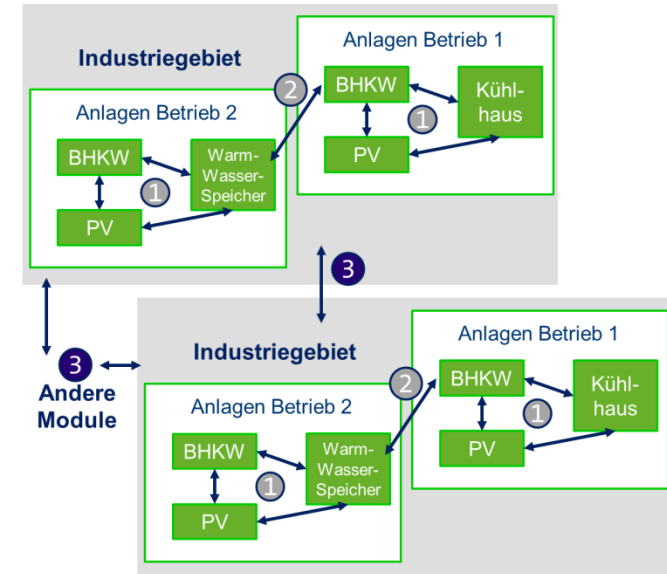 Industriegebiet
Anlagen Betrieb 1
2
BHKW
1
Kühl-
haus
PV
Anlagen Betrieb 2
BHKW
1
Warm-
Wasser-
Speicher
PV
3
3
Andere
Module
Industriegebiet
Anlagen Betrieb 1
2
BHKW
1
Kühl-
haus
PV
Anlagen Betrieb 2
BHKW
1
Warm-
Wasser-
Speicher
PV